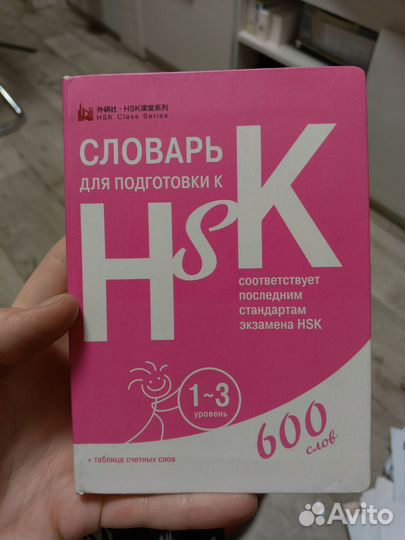 外研社·HSK课堂系列
HSK Class Series
СЛОВАРЬ
ДЛЯ ПОДГОТОВКИ К
HSK
соответствует
последним
стандартам
экзамена HSK
1~3
уровень
600
слов
+ таблица счетных слов
Avito